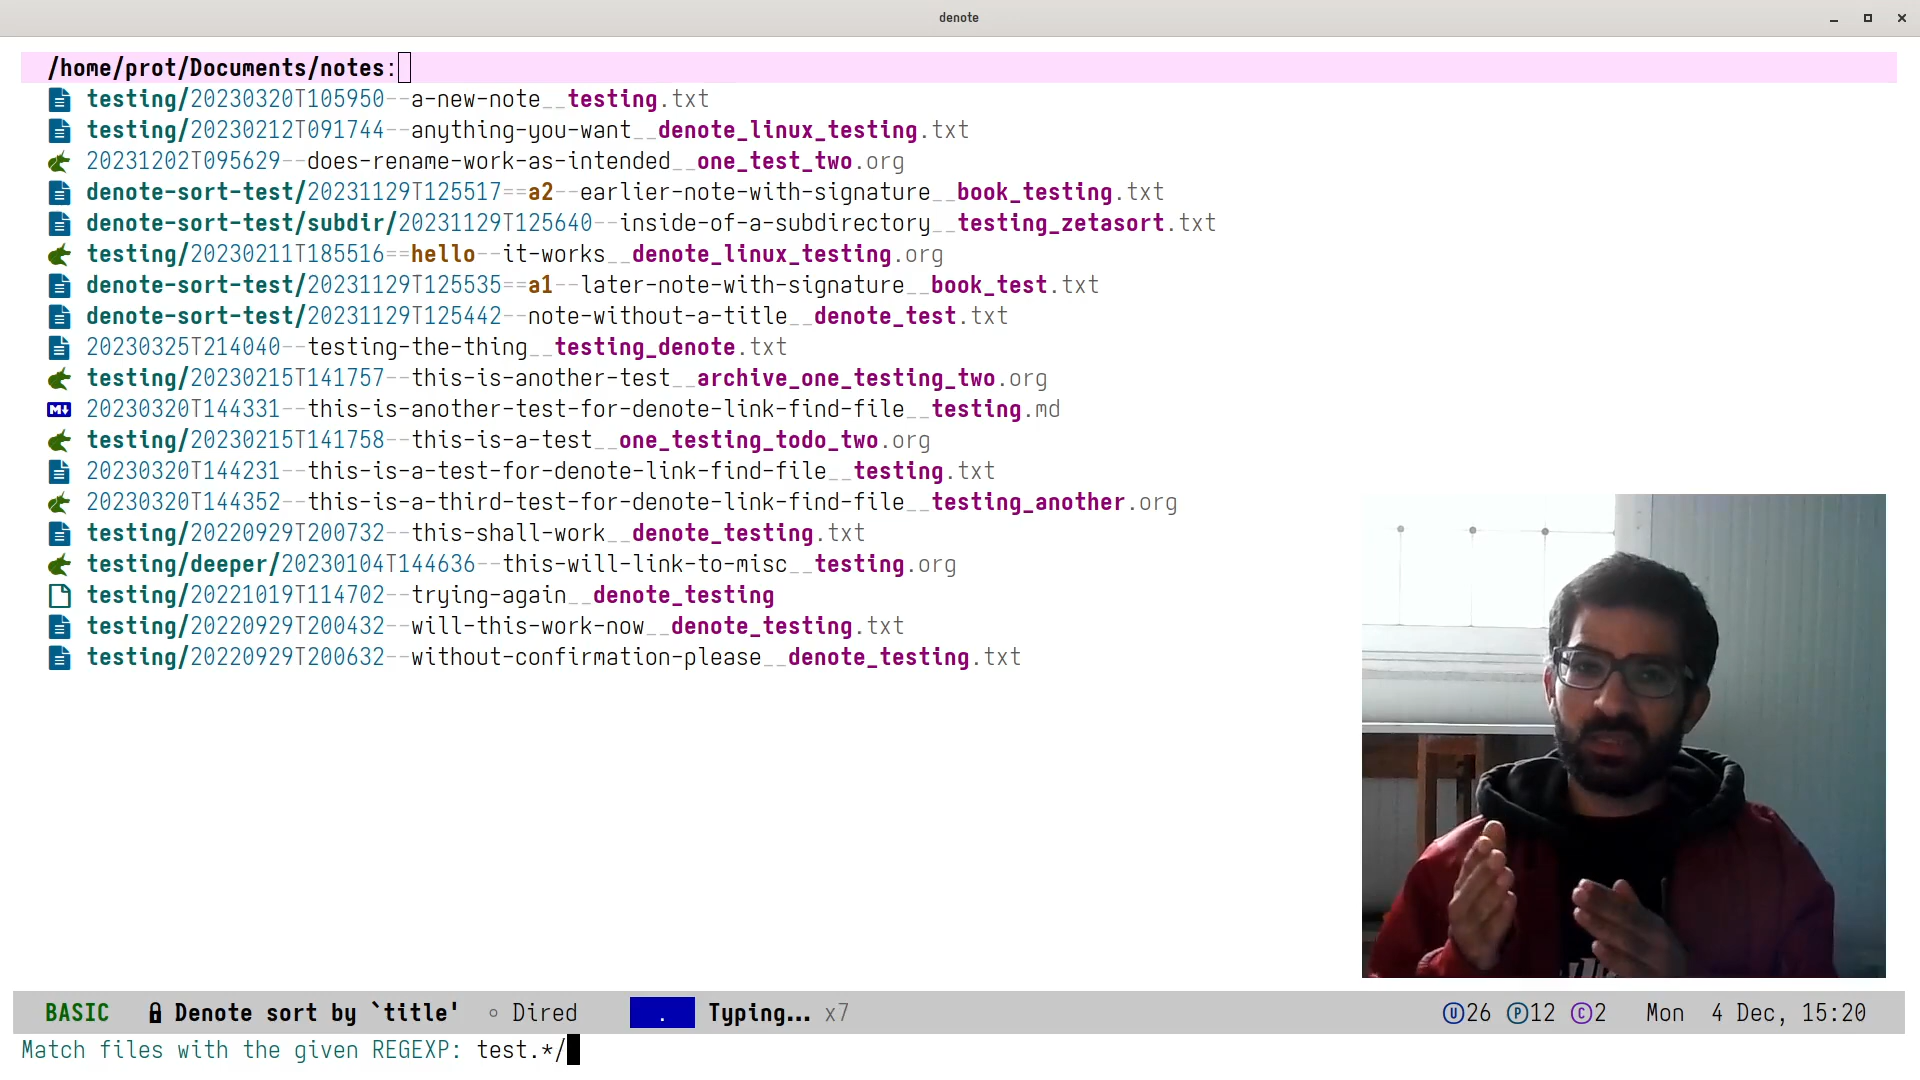 denote
/home/prot/Documents/notes:
testing/20230320T105950--a-new-note__testing.txt
testing/20230212T091744--anything-you-want__denote_linux_testing.txt
20231202T095629--does-rename-work-as-intended__one_test_two.org
denote-sort-test/20231129T125517==a2--earlier-note-with-signature__book_testing.txt
denote-sort-test/subdir/20231129T125640--inside-of-a-subdirectory__testing_zetasort.txt
testing/20230211T185516==hello--it-works__denote_linux_testing.org
denote-sort-test/20231129T125535==a1--later-note-with-signature__book_test.txt
denote-sort-test/20231129T125442--note-without-a-title__denote_test.txt
20230325T214040--testing-the-thing__testing_denote.txt
testing/20230215T141757--this-is-another-test__archive_one_testing_two.org
M↓ 20230320T144331--this-is-another-test-for-denote-link-find-file__testing.md
testing/20230215T141758--this-is-a-test__one_testing_todo_two.org
20230320T144231--this-is-a-test-for-denote-link-find-file__testing.txt
20230320T144352--this-is-a-third-test-for-denote-link-find-file__testing_another.org
testing/20220929T200732--this-shall-work__denote_testing.txt
testing/deeper/20230104T144636--this-will-link-to-misc__testing.org
testing/20221019T114702--trying-again__denote_testing
testing/20220929T200432--will-this-work-now__denote_testing.txt
testing/20220929T200632--without-confirmation-please__denote_testing.txt
BASIC Denote sort by `title' ◦ Dired . Typing... x7 U26 P12 C2 Mon 4 Dec, 15:20
Match files with the given REGEXP: test.*/